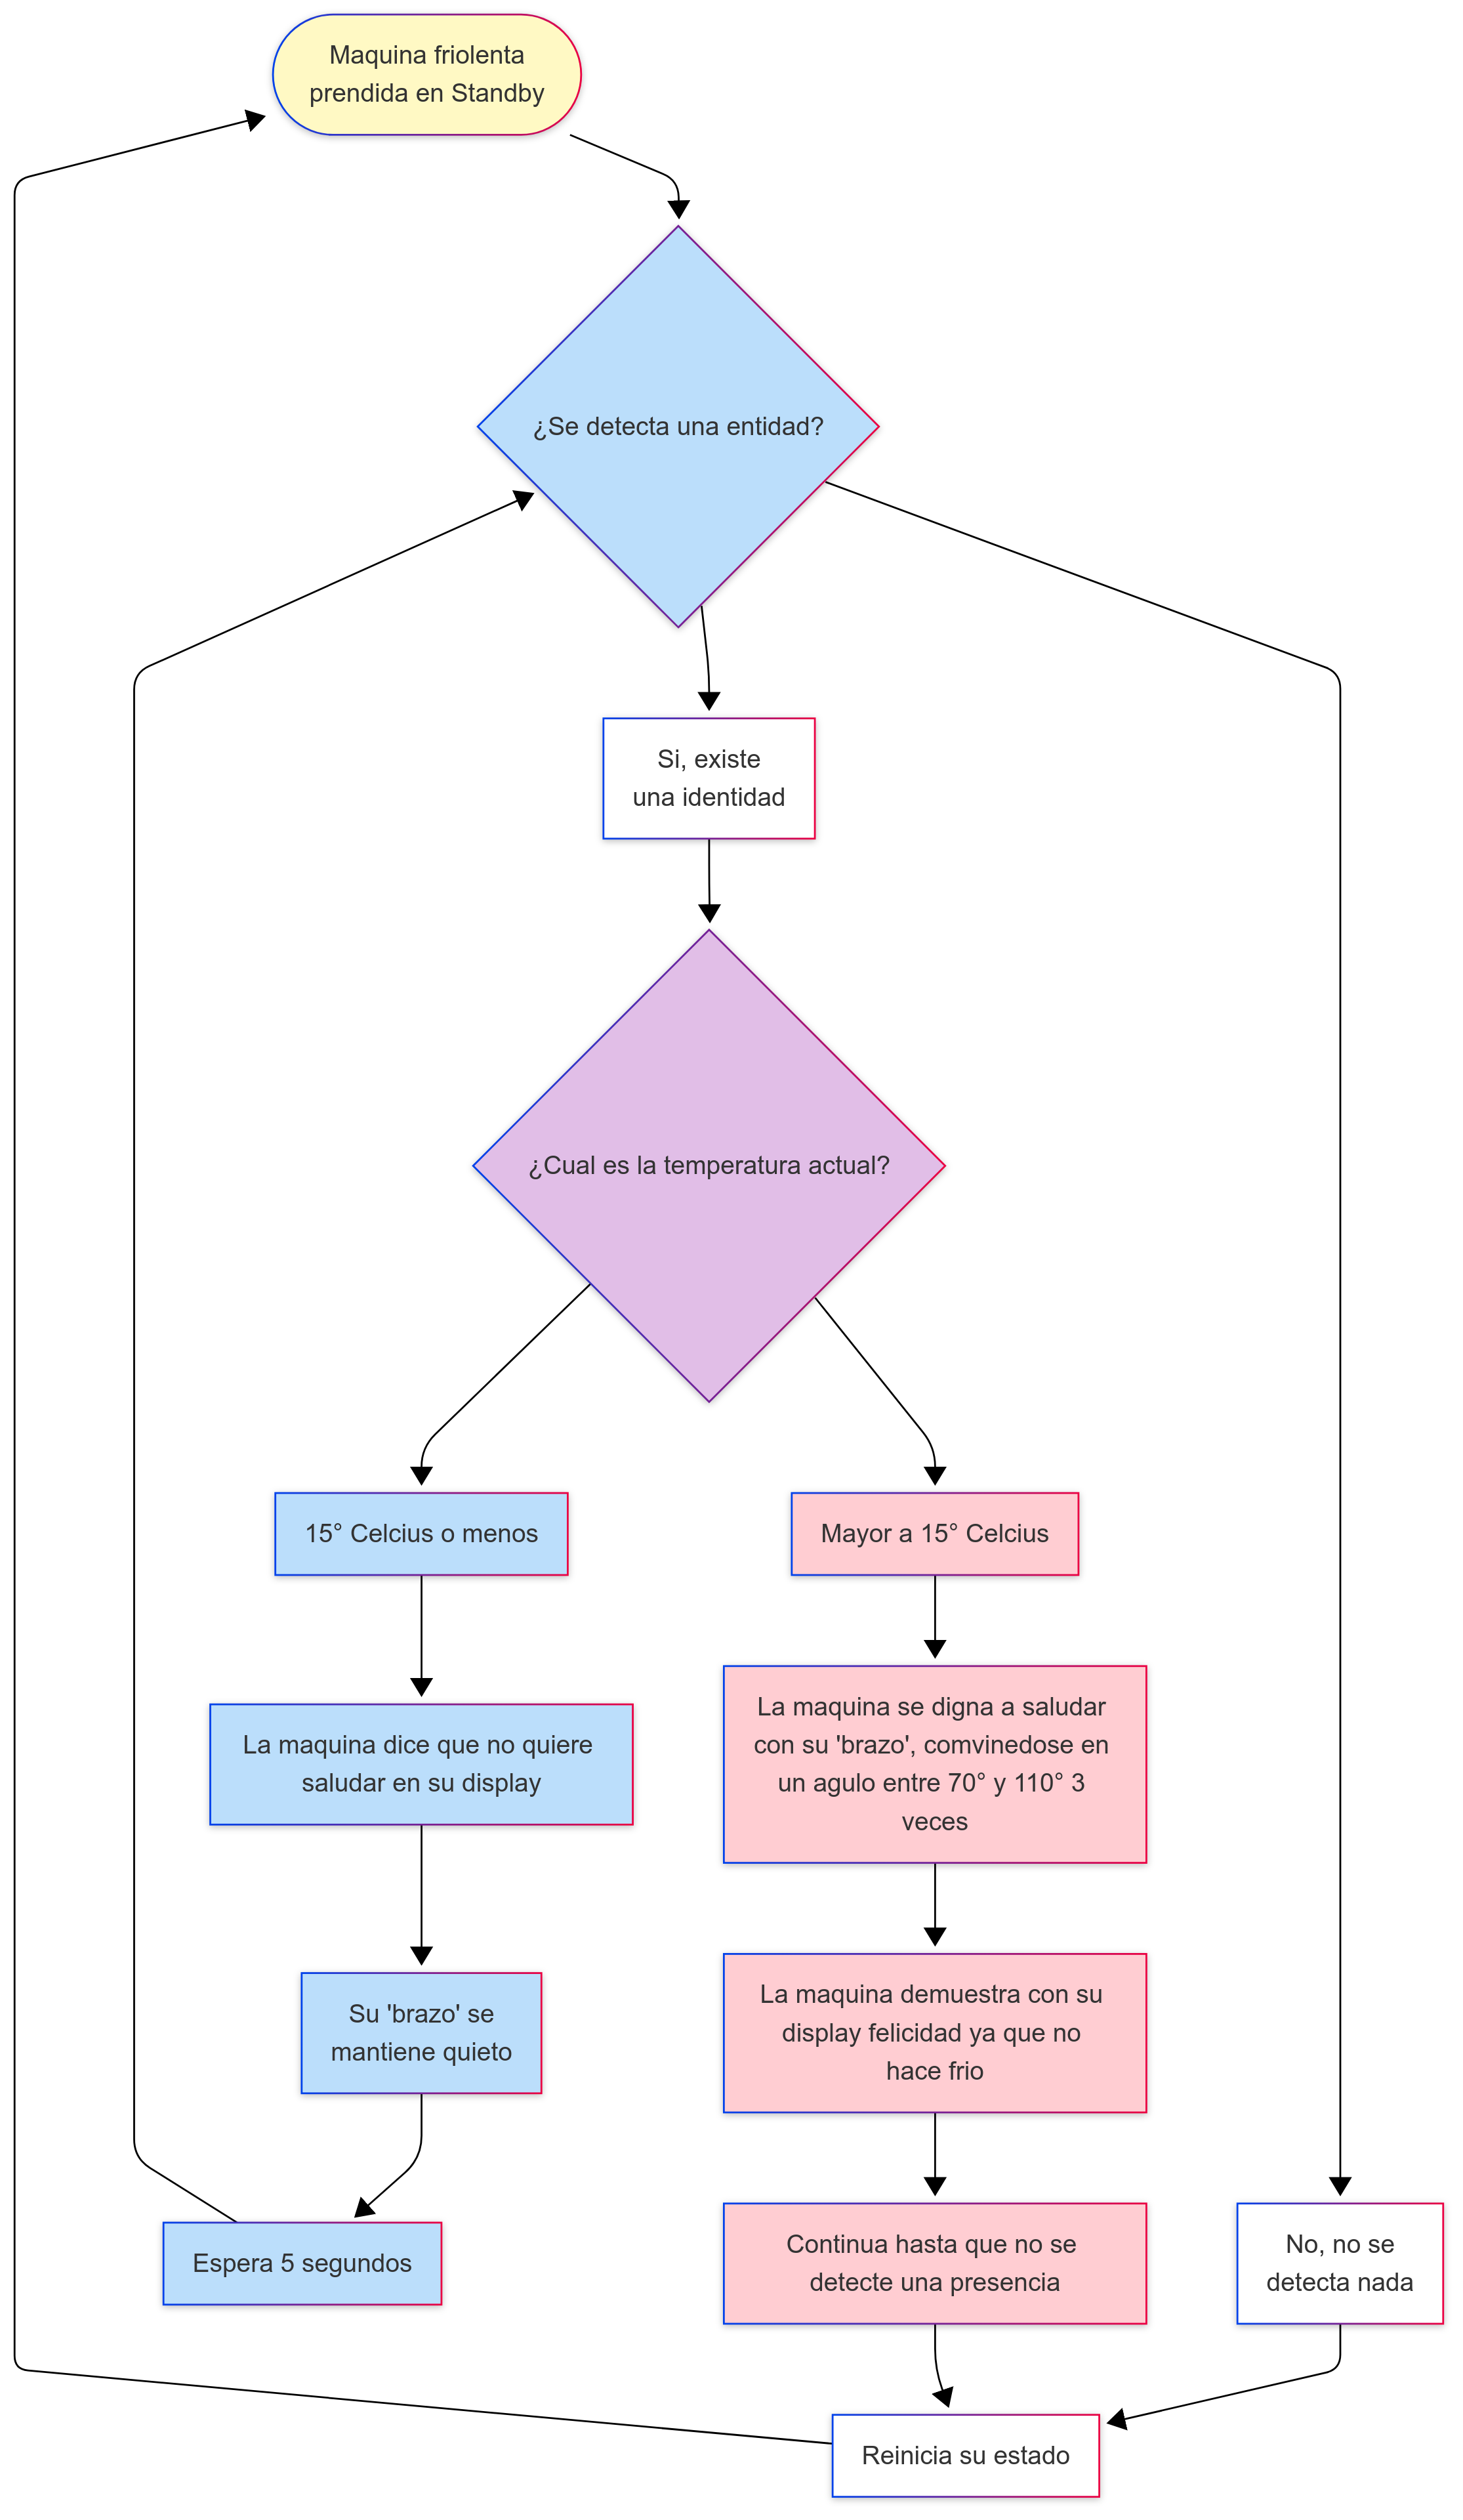 Maquina friolenta
prendida en Standby
¿Se detecta una entidad?
Si, existe
una identidad
¿Cual es la temperatura actual?
15° Celcius o menos
Mayor a 15° Celcius
La maquina dice que no quiere
saludar en su display
La maquina se digna a saludar
con su 'brazo', comvinedose en
un agulo entre 70° y 110° 3
veces
Su 'brazo' se
mantiene quieto
La maquina demuestra con su
display felicidad ya que no
hace frio
Espera 5 segundos
Continua hasta que no se
detecte una presencia
No, no se
detecta nada
Reinicia su estado